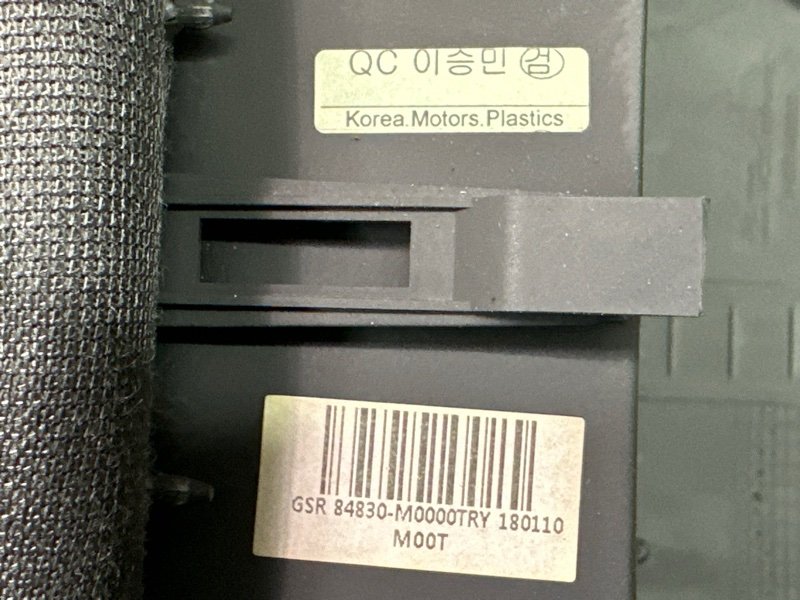 QC 이승민 검
Korea.Motors.Plastics
GSR 84830-M0000TRY 180110
M00T